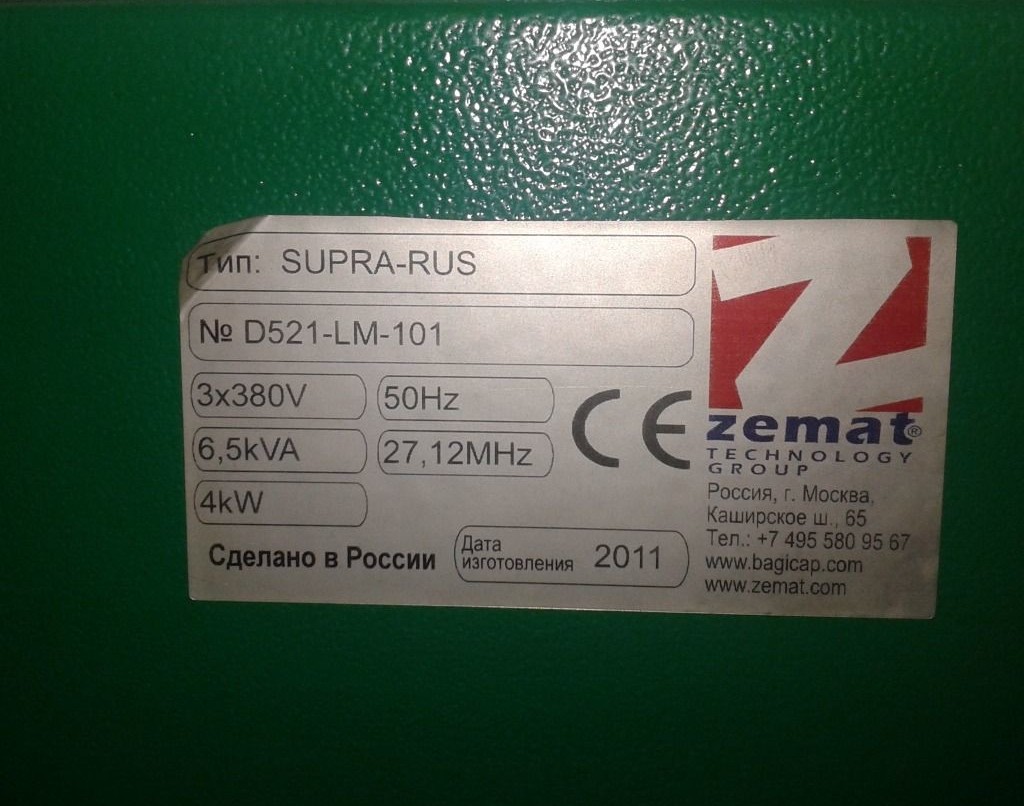 Тип: SUPRA-RUS
№ D521-LM-101
3x380V 50Hz
6,5kVA 27,12MHz
4kW
CE
Сделано в России
Дата
изготовления 2011
zemat®
TECHNOLOGY
GROUP
Россия, г. Москва,
Каширское ш., 65
Тел.: +7 495 580 95 67
www.bagicap.com
www.zemat.com